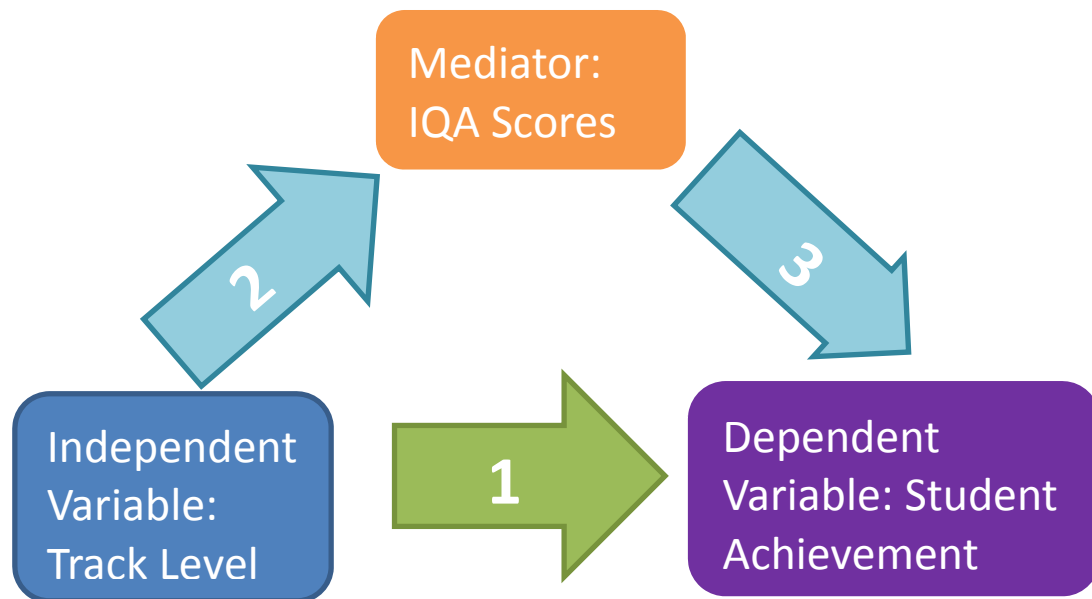 Mediator:
IQA Scores
2
3
1
Independent
Variable:
Track Level
Dependent
Variable: Student
Achievement